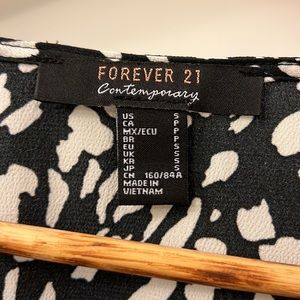 FOREVER 21
Contemporary
US S
CA P
MX/ECU P
BR P
EU S
UK S
KR S
JP S
CN 160/84A
MADE IN
VIETNAM